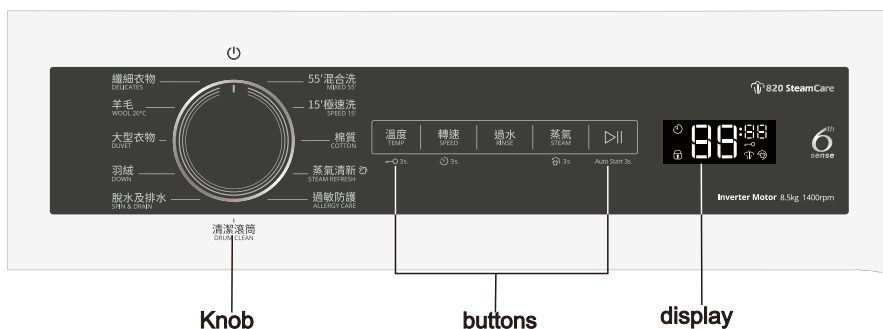 纖細衣物
DELICATES
羊毛
WOOL 20°C
大型衣物
DUVET
羽絨
DOWN
脫水及排水
SPIN & DRAIN
清潔滾筒
DRUM CLEAN
55'混合洗
MIXED 55'
15'極速洗
SPEED 15'
棉質
COTTON
蒸氣清新
STEAM REFRESH
過敏防護
ALLERGY CARE
溫度
TEMP
3s.
轉速
SPEED
3s.
過水
RINSE
蒸氣
STEAM
3s.
Auto Start 3s.
88:88
820 SteamCare
6th
sense
Inverter Motor 8.5kg 1400rpm
Knob
buttons
display